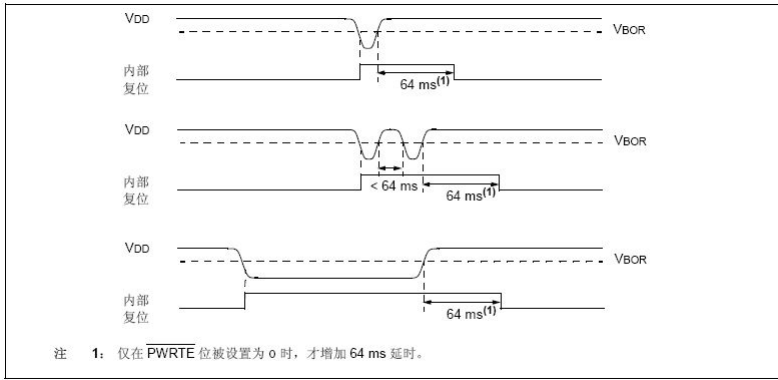 VDD
VBOR
内部
复位
64 ms(1)
VDD
VBOR
内部
复位
< 64 ms
64 ms(1)
VDD
VBOR
内部
复位
64 ms(1)
注 1: 仅在 PWRTE 位被设置为 0 时，才增加 64 ms 延时。